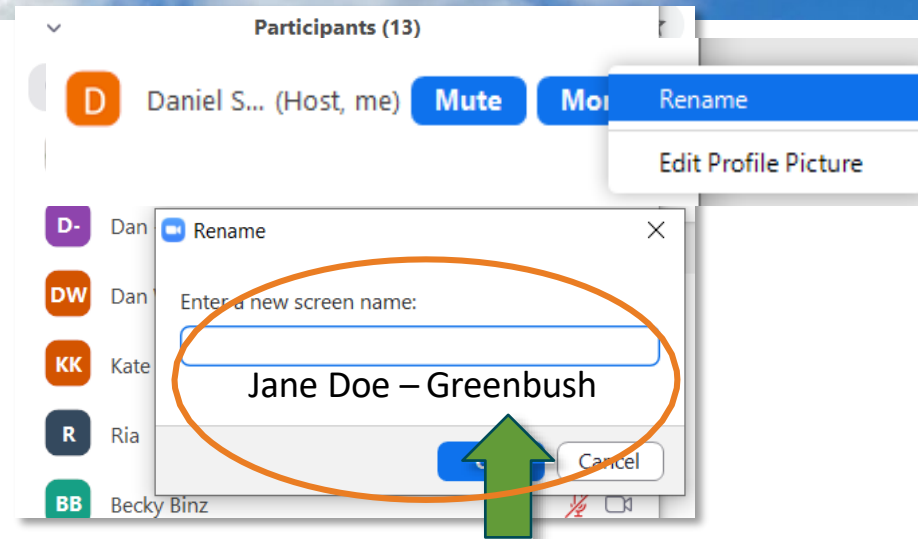 Participants (13)
D Daniel S... (Host, me) Mute Mor
Rename
Edit Profile Picture
D- Dan
Rename
DW Dan
Enter a new screen name:
KK Kate
Jane Doe – Greenbush
R Ria
Cancel
BB Becky Binz